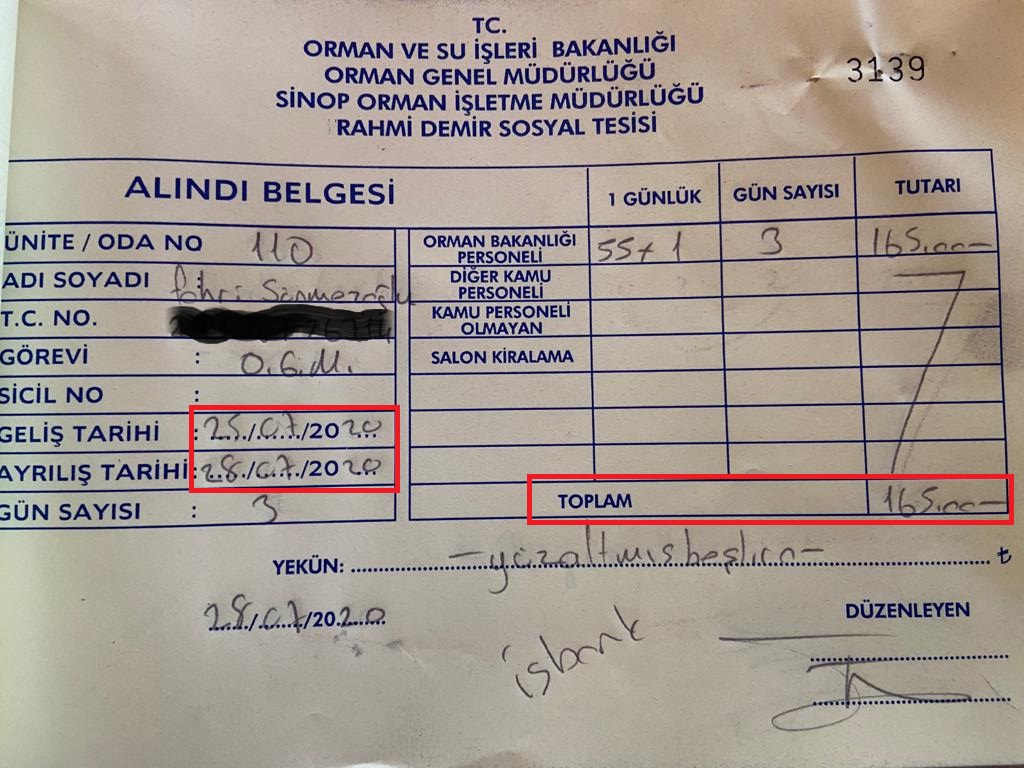 TC.
ORMAN VE SU İŞLERİ BAKANLIĞI
ORMAN GENEL MÜDÜRLÜĞÜ
SİNOP ORMAN İŞLETME MÜDÜRLÜĞÜ
RAHMİ DEMİR SOSYAL TESİSİ
3139
ALINDI BELGESİ
1 GÜNLÜK GÜN SAYISI TUTARI
ÜNİTE / ODA NO 110
ADI SOYADI : Fahri Sönmezoğlu
T.C. NO.
GÖREVİ : O.G.M.
SİCİL NO :
GELİŞ TARİHİ : 25/07/2020
AYRILIŞ TARİHİ: 28/07/2020
GÜN SAYISI : 3
ORMAN BAKANLIĞI PERSONELİ 55+1 3 165.00-
DİĞER KAMU PERSONELİ
KAMU PERSONELİ OLMAYAN
SALON KİRALAMA
TOPLAM 165.00-
YEKÜN: -yüzaltmışbeşlira- ₺
28/07/2020
işbank
DÜZENLEYEN